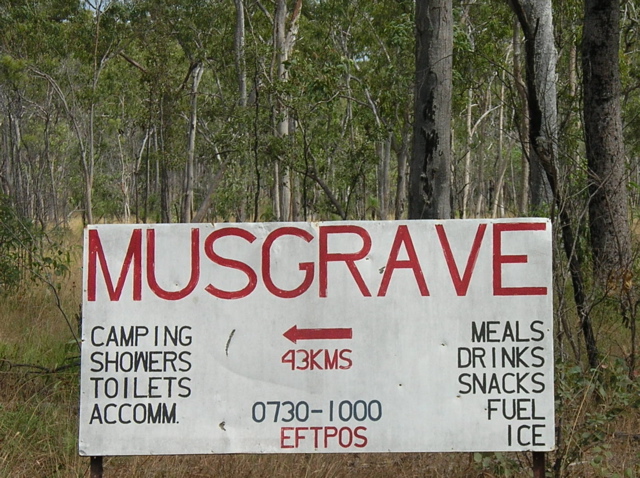 MUSGRAVE
CAMPING
SHOWERS
TOILETS
ACCOMM.
43KMS
0730-1000
EFTPOS
MEALS
DRINKS
SNACKS
FUEL
ICE